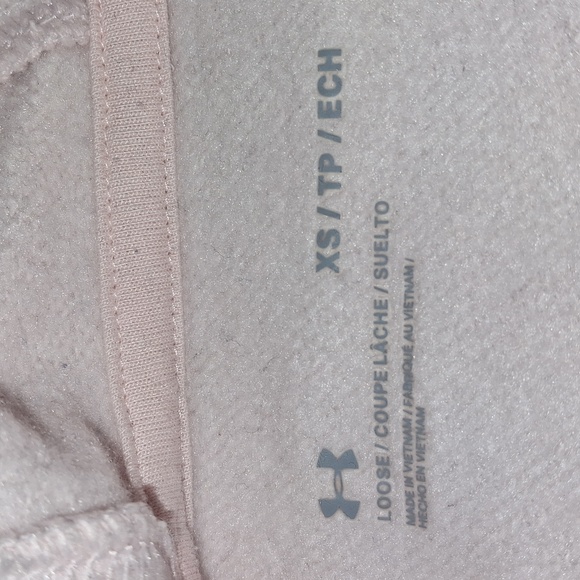 XS / TP / ECH
LOOSE / COUPE LÂCHE / SUELTO
MADE IN VIETNAM / FABRIQUÉ AU VIETNAM /
HECHO EN VIETNAM